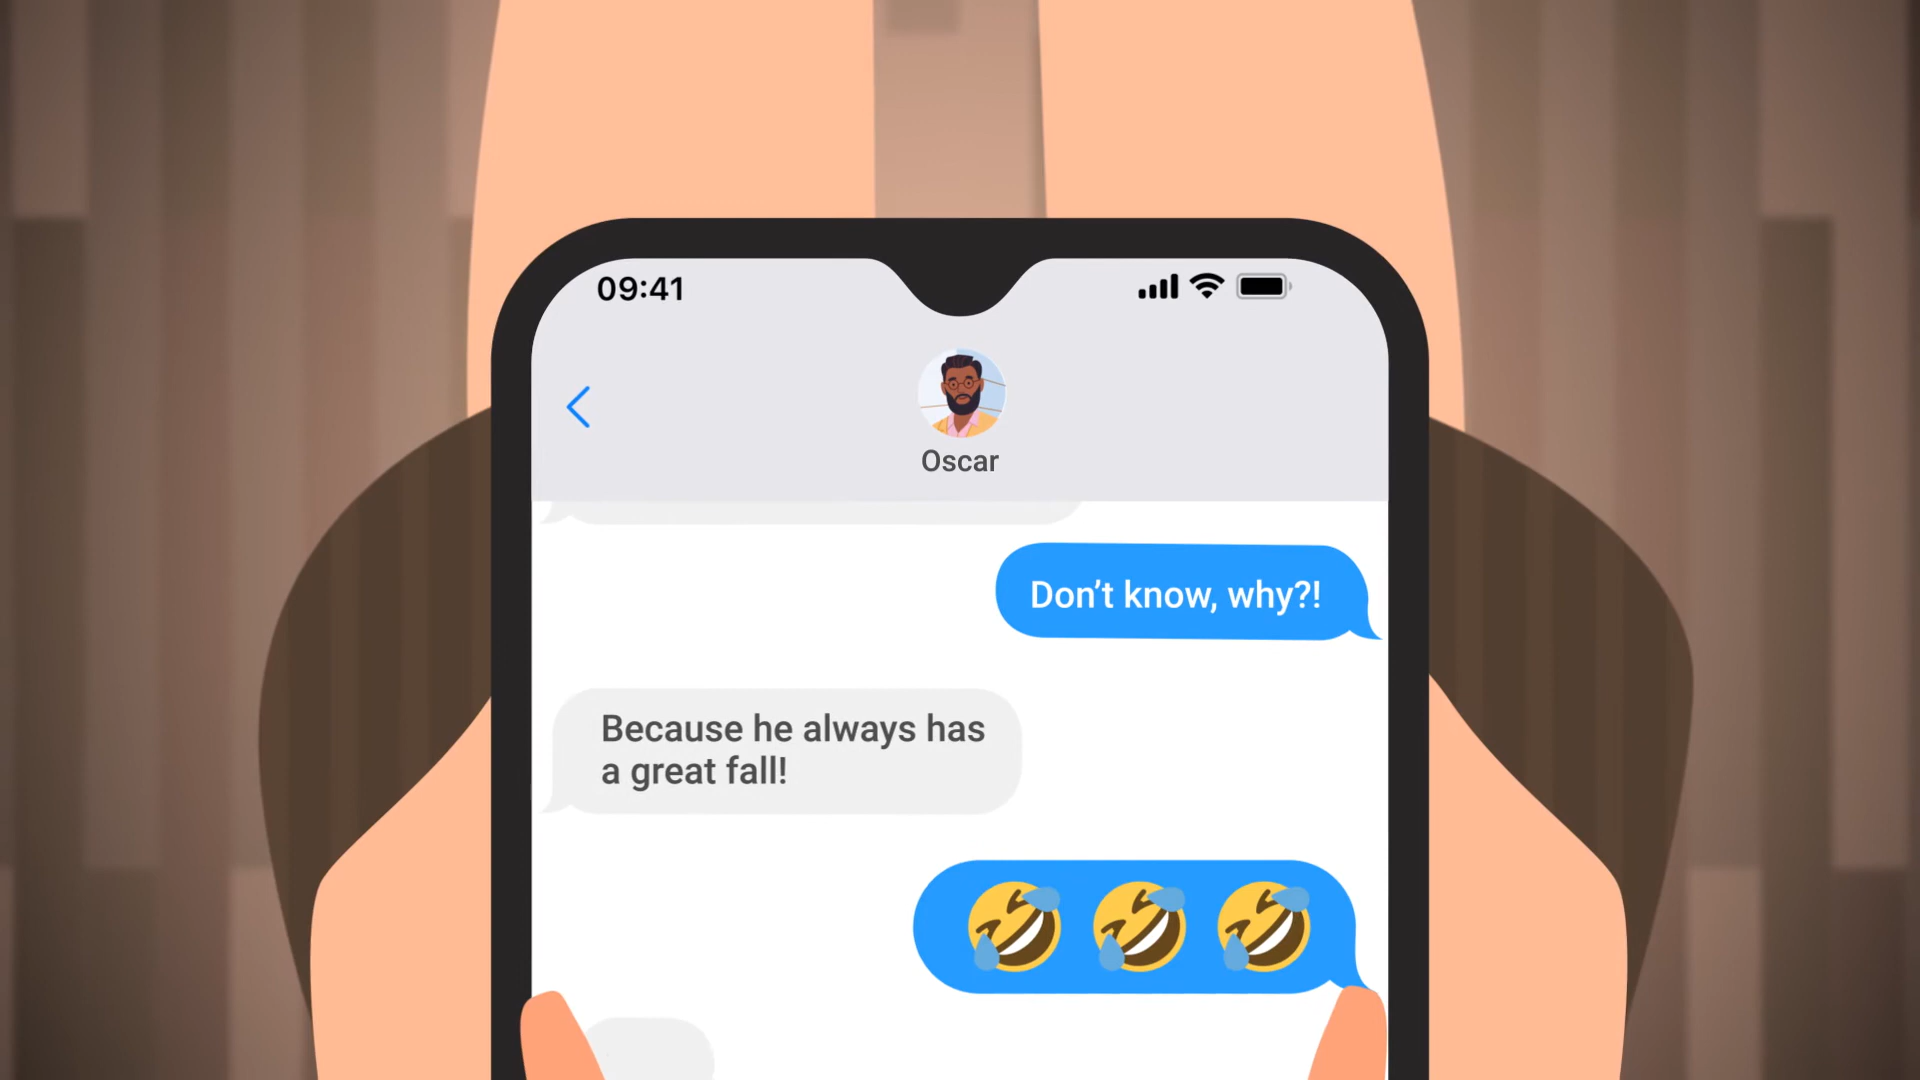 09:41
Oscar
Don’t know, why?!
Because he always has
a great fall!
🤣 🤣 🤣